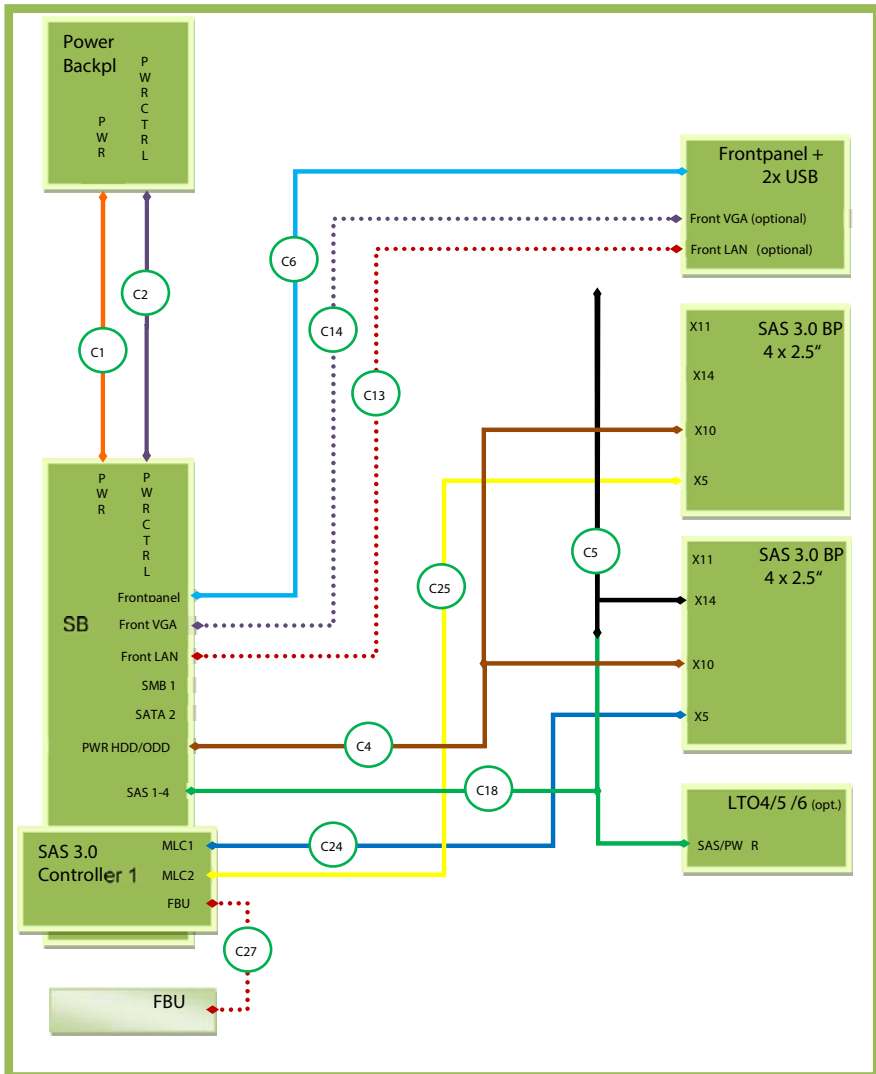 Power
Backpl
PWR
PWRCTRL
C1
C2
C6
C14
C13
Frontpanel +
2x USB
Front VGA (optional)
Front LAN (optional)
SAS 3.0 BP
4 x 2.5“
X11
X14
X10
X5
C5
C25
SAS 3.0 BP
4 x 2.5“
X11
X14
X10
X5
PWR
PWRCTRL
SB
Frontpanel
Front VGA
Front LAN
SMB 1
SATA 2
PWR HDD/ODD
SAS 1-4
C4
C18
C24
LTO4/5 /6 (opt.)
SAS/PW R
SAS 3.0
Controller 1
MLC1
MLC2
FBU
C27
FBU